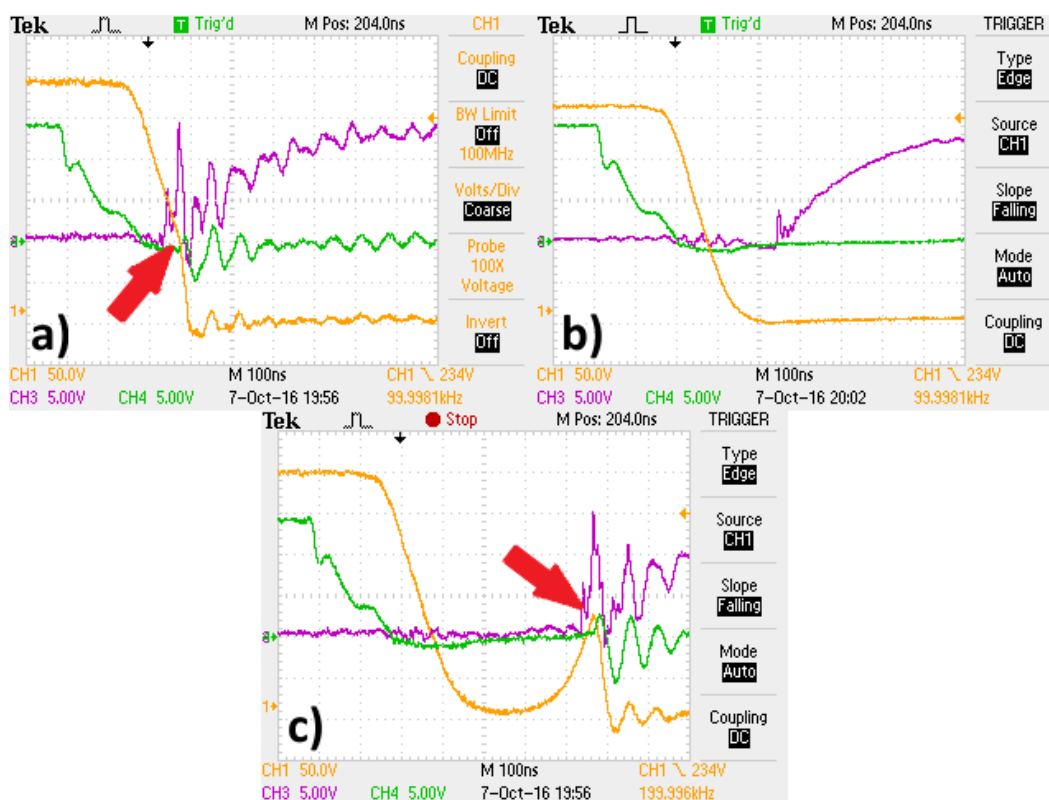 Tek Trig'd M Pos: 204.0ns CH1
Coupling
DC
BW Limit
Off
100MHz
Volts/Div
Coarse
Probe
100X
Voltage
Invert
Off
a)
CH1 50.0V M 100ns CH1 234V
CH3 5.00V CH4 5.00V 7-Oct-16 19:56 99.9981kHz
Tek Trig'd M Pos: 204.0ns TRIGGER
Type
Edge
Source
CH1
Slope
Falling
Mode
Auto
Coupling
DC
b)
CH1 50.0V M 100ns CH1 234V
CH3 5.00V CH4 5.00V 7-Oct-16 20:02 99.9981kHz
Tek Stop M Pos: 204.0ns TRIGGER
Type
Edge
Source
CH1
Slope
Falling
Mode
Auto
Coupling
DC
c)
CH1 50.0V M 100ns CH1 234V
CH3 5.00V CH4 5.00V 7-Oct-16 19:56 199.996kHz